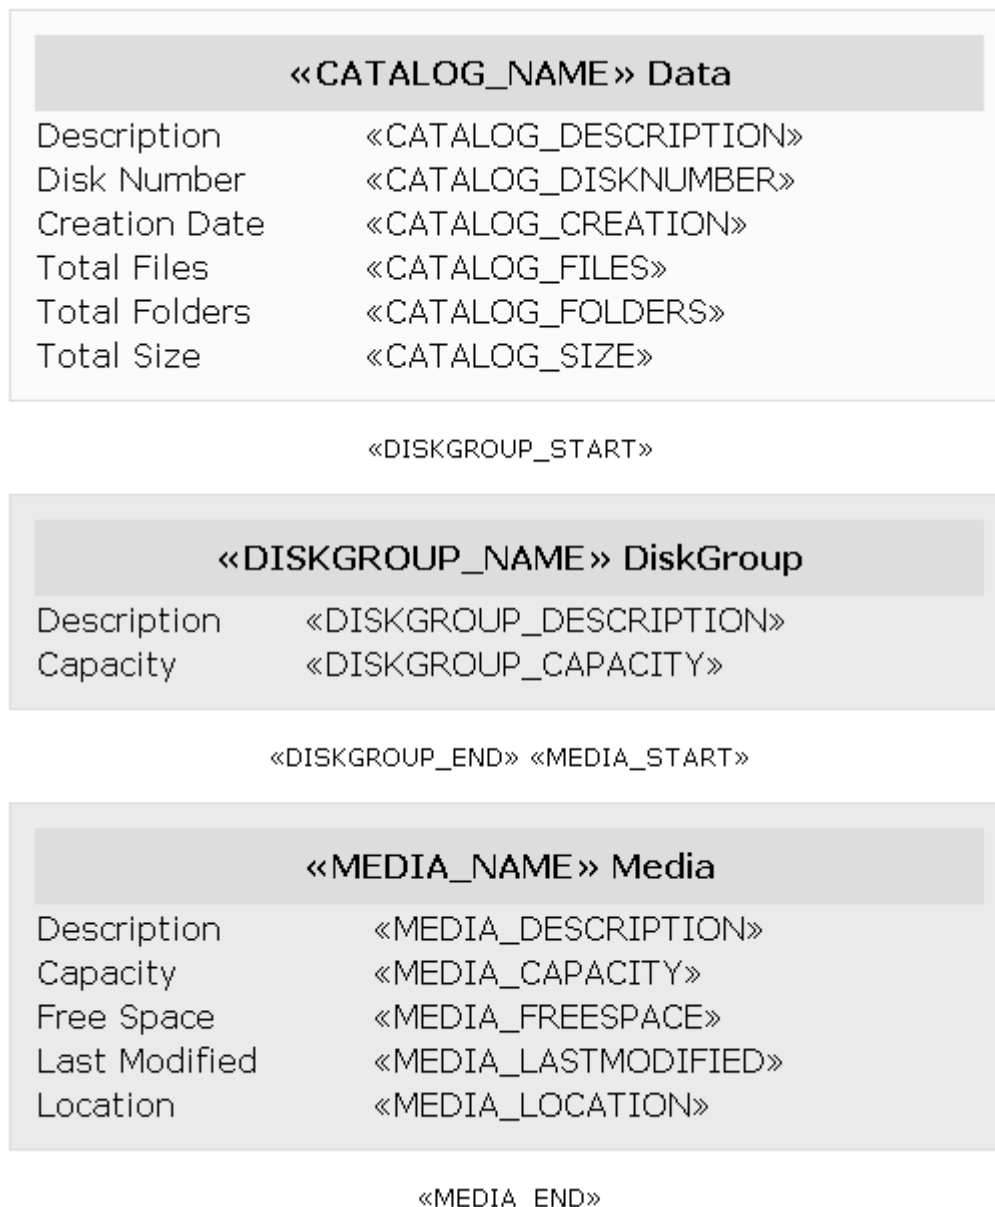 «CATALOG_NAME» Data
Description «CATALOG_DESCRIPTION»
Disk Number «CATALOG_DISKNUMBER»
Creation Date «CATALOG_CREATION»
Total Files «CATALOG_FILES»
Total Folders «CATALOG_FOLDERS»
Total Size «CATALOG_SIZE»
«DISKGROUP_START»
«DISKGROUP_NAME» DiskGroup
Description «DISKGROUP_DESCRIPTION»
Capacity «DISKGROUP_CAPACITY»
«DISKGROUP_END» «MEDIA_START»
«MEDIA_NAME» Media
Description «MEDIA_DESCRIPTION»
Capacity «MEDIA_CAPACITY»
Free Space «MEDIA_FREESPACE»
Last Modified «MEDIA_LASTMODIFIED»
Location «MEDIA_LOCATION»
«MEDIA_END»